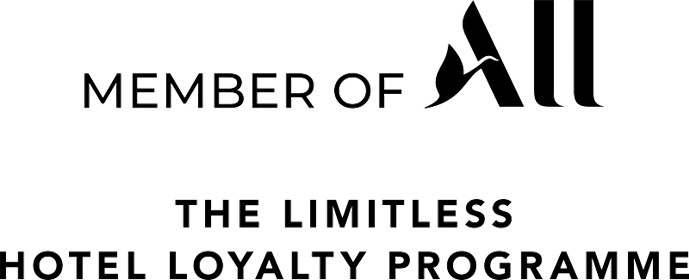 MEMBER OF All
THE LIMITLESS
HOTEL LOYALTY PROGRAMME